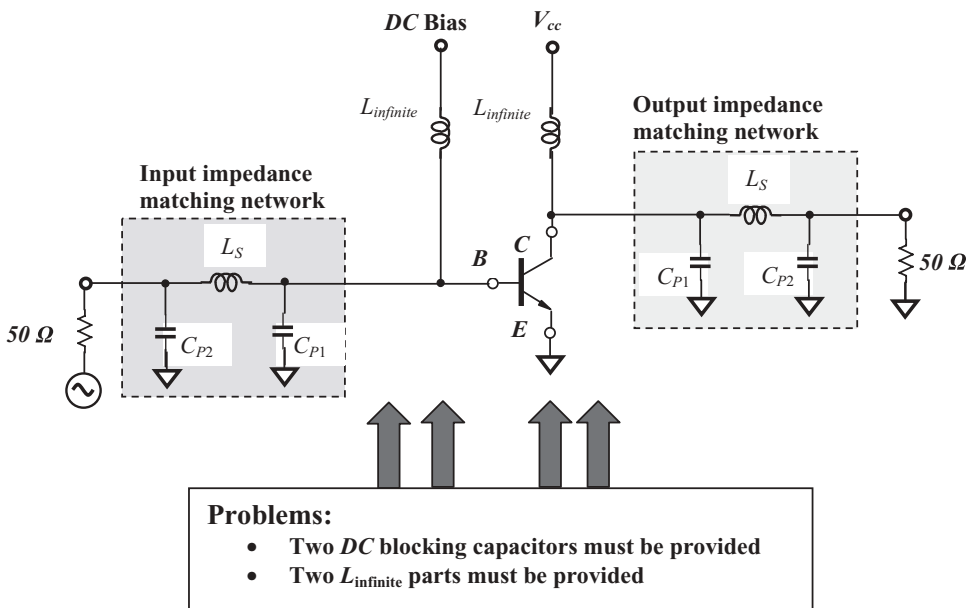 DC Bias
Vcc
Linfinite
Linfinite
Output impedance
matching network
LS
Input impedance
matching network
LS
B
C
E
CP1
CP2
50 Ω
50 Ω
CP2
CP1
Problems:
• Two DC blocking capacitors must be provided
• Two Linfinite parts must be provided